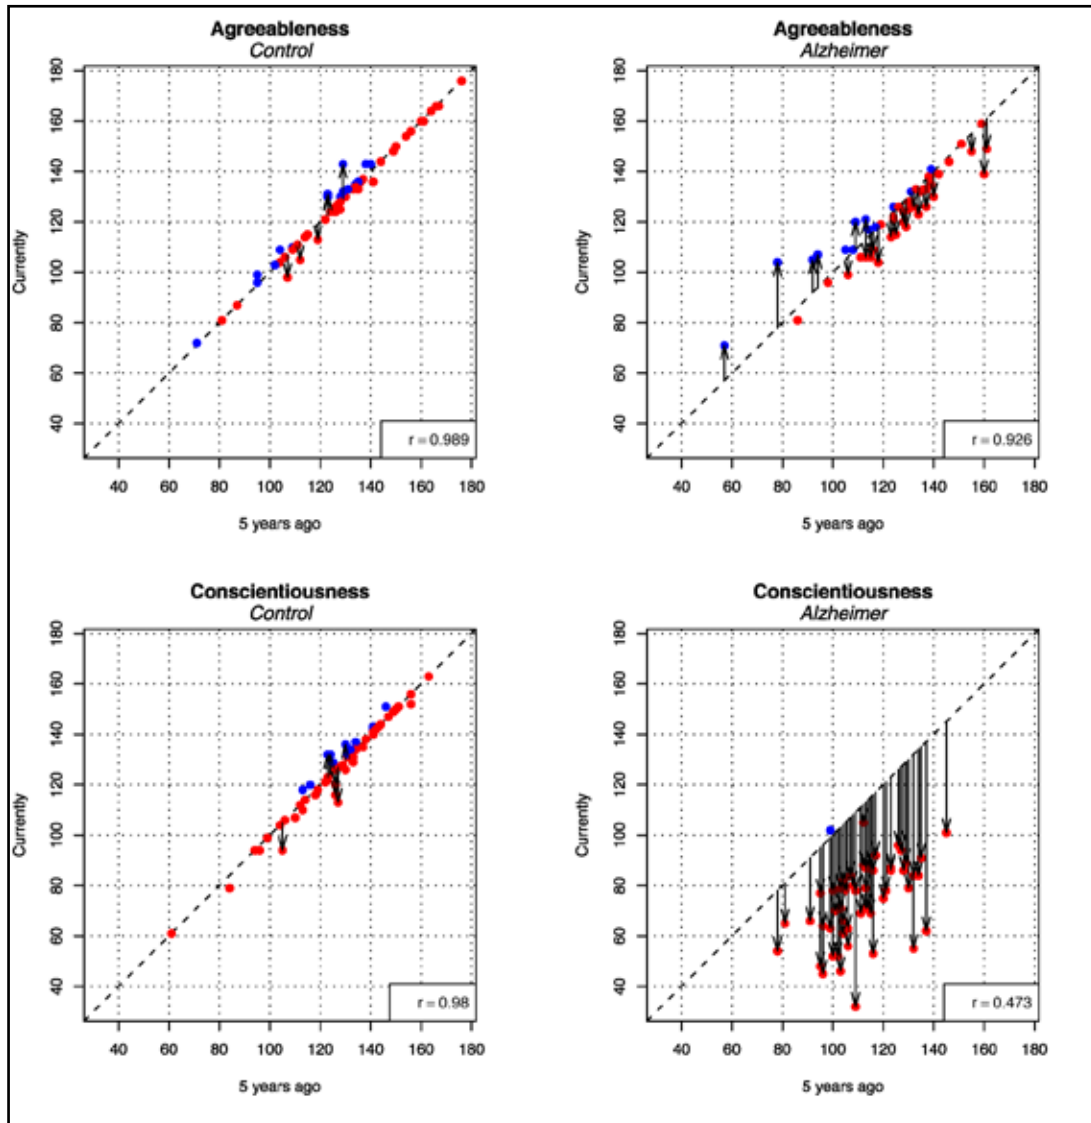 Agreeableness
Control
180
160
140
120
100
80
60
40
Currently
r = 0.989
40 60 80 100 120 140 160 180
5 years ago
Agreeableness
Alzheimer
180
160
140
120
100
80
60
40
Currently
r = 0.926
40 60 80 100 120 140 160 180
5 years ago
Conscientiousness
Control
180
160
140
120
100
80
60
40
Currently
r = 0.98
40 60 80 100 120 140 160 180
5 years ago
Conscientiousness
Alzheimer
180
160
140
120
100
80
60
40
Currently
r = 0.473
40 60 80 100 120 140 160 180
5 years ago